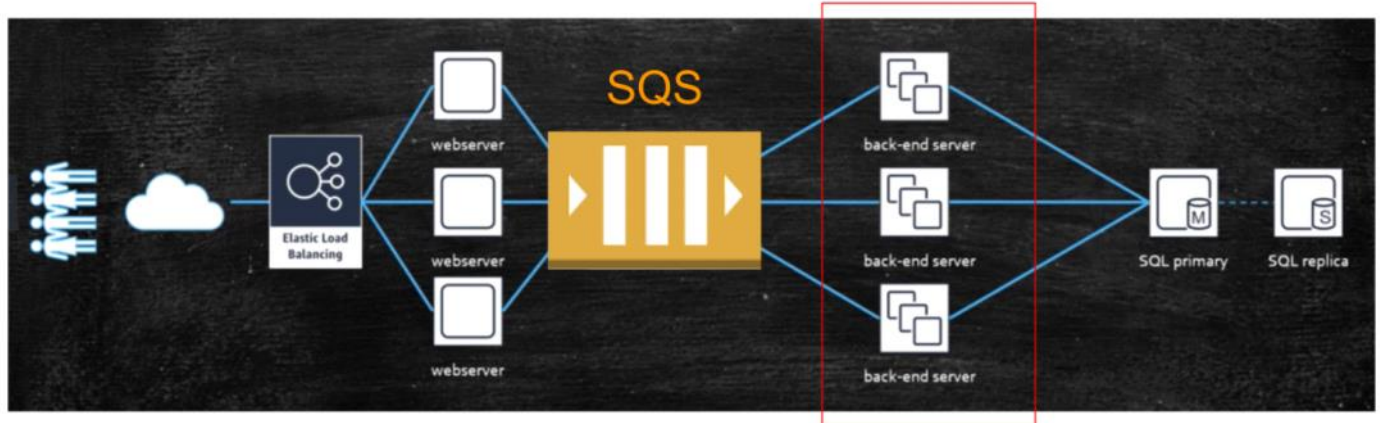 SQS
webserver
back-end server
webserver
back-end server
Elastic Load
Balancing
M
S
SQL primary
SQL replica
webserver
back-end server